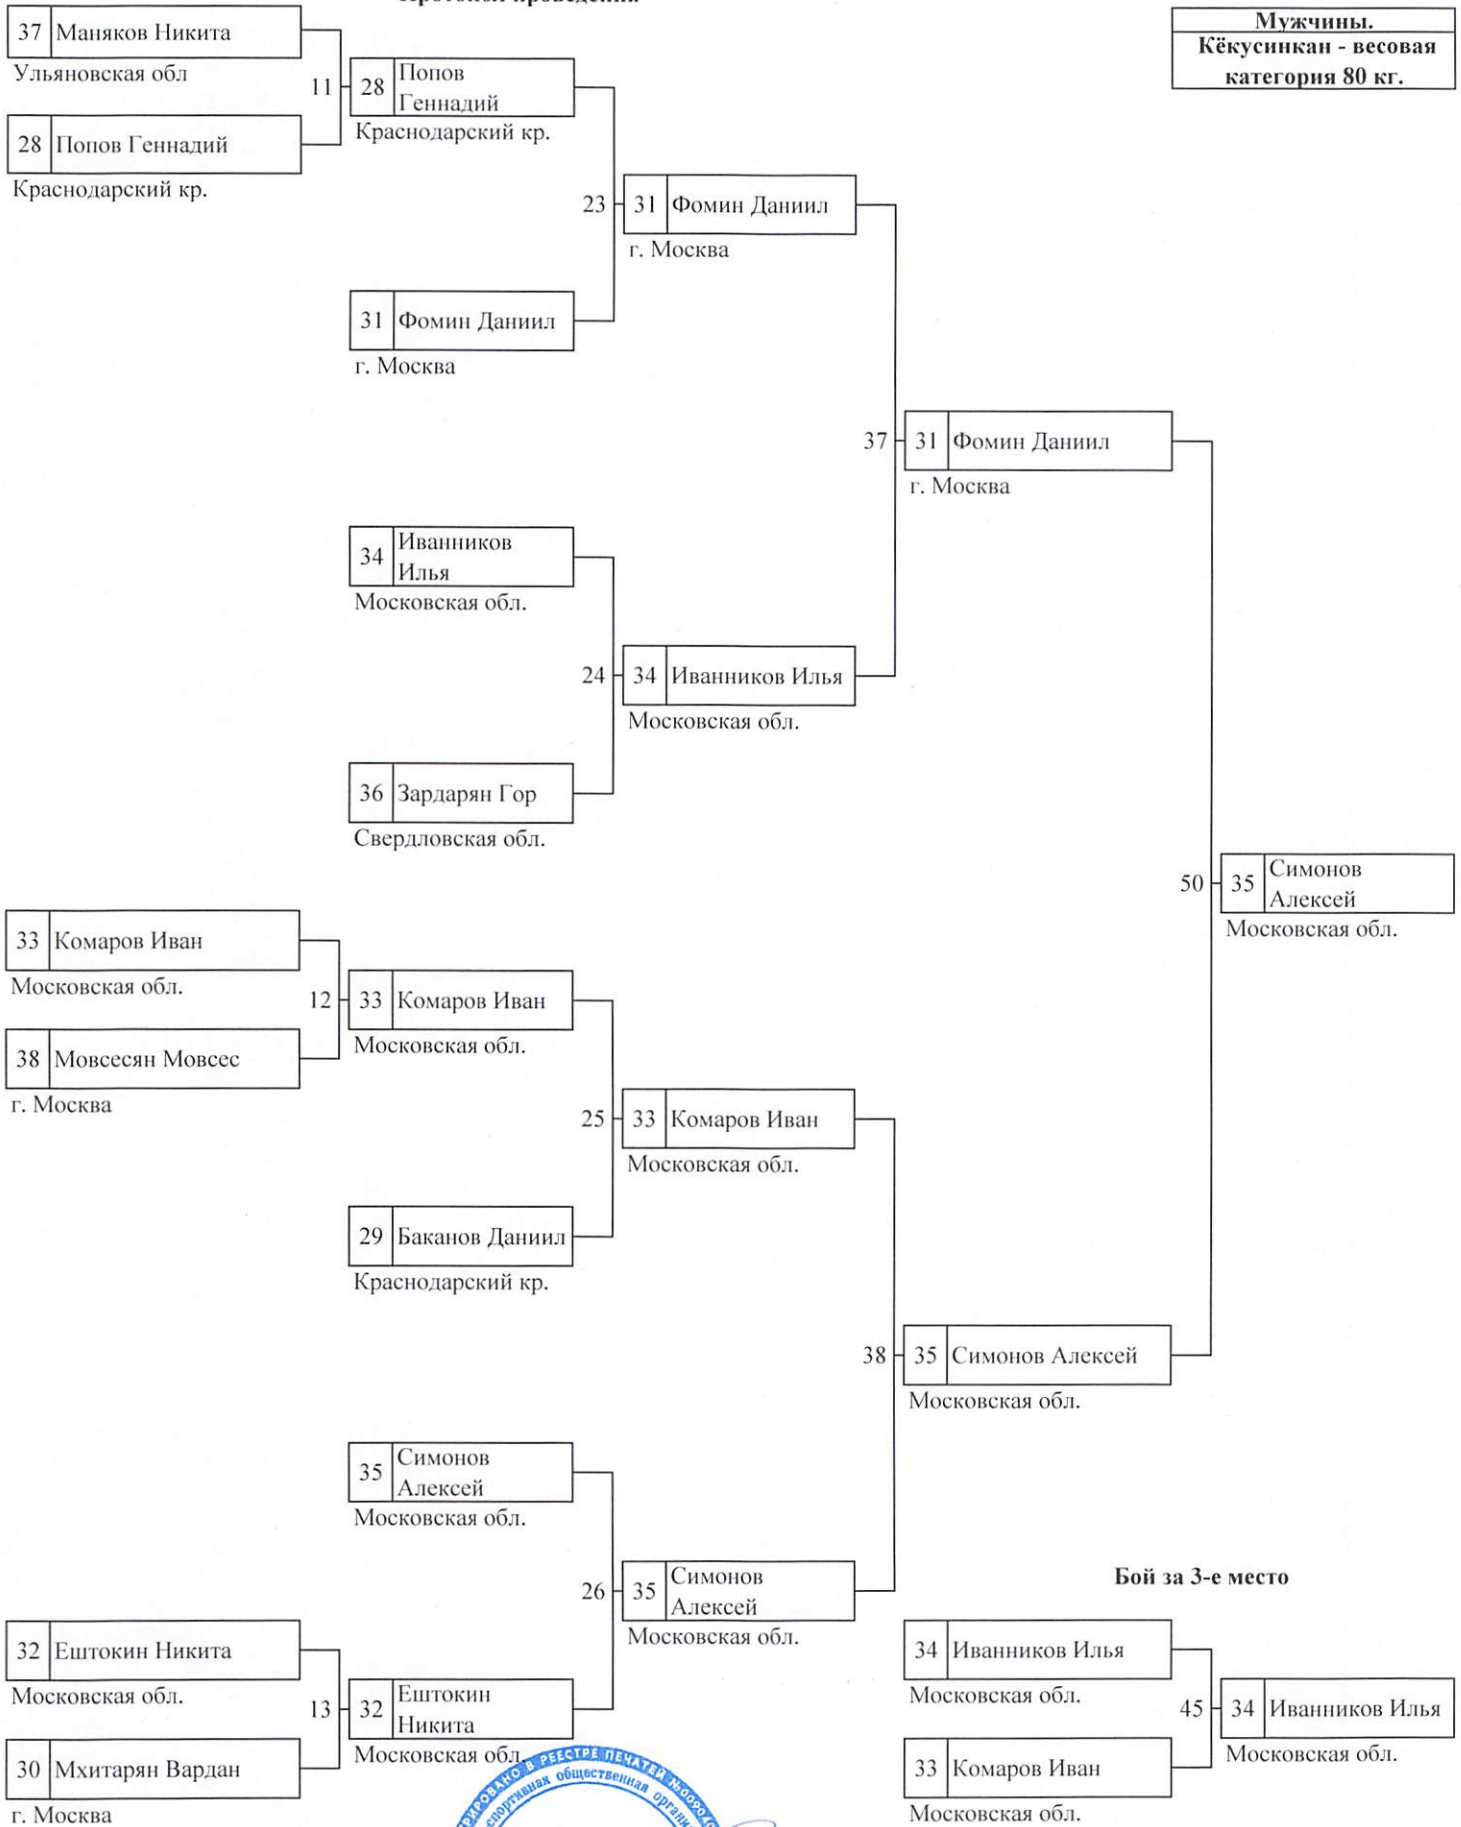 Протокол проведения
Мужчины.
Кёкусинкан - весовая
категория 80 кг.
37 Маняков Никита
Ульяновская обл
11
28 Попов
Геннадий
Краснодарский кр.
28 Попов Геннадий
Краснодарский кр.
23
31 Фомин Даниил
г. Москва
31 Фомин Даниил
г. Москва
37
31 Фомин Даниил
г. Москва
34 Иванников
Илья
Московская обл.
24
34 Иванников Илья
Московская обл.
36 Зардарян Гор
Свердловская обл.
50
35 Симонов
Алексей
Московская обл.
33 Комаров Иван
Московская обл.
12
33 Комаров Иван
Московская обл.
38 Мовсесян Мовсес
г. Москва
25
33 Комаров Иван
Московская обл.
29 Баканов Даниил
Краснодарский кр.
38
35 Симонов Алексей
Московская обл.
35 Симонов
Алексей
Московская обл.
26
35 Симонов
Алексей
Московская обл.
32 Ештокин Никита
Московская обл.
13
32 Ештокин
Никита
Московская обл.
30 Мхитарян Вардан
г. Москва
Бой за 3-е место
34 Иванников Илья
Московская обл.
45
34 Иванников Илья
Московская обл.
33 Комаров Иван
Московская обл.
В РЕЕСТРЕ ПЕЧАТЕЙ
общественная